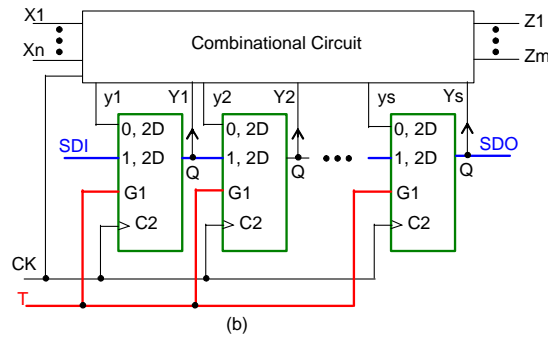 X1
Z1
Combinational Circuit
Xn
Zm
y1 Y1 y2 Y2 ys Ys
0, 2D 0, 2D 0, 2D
SDI 1, 2D 1, 2D 1, 2D SDO
Q Q Q
G1 G1 G1
C2 C2 C2
CK
T
(b)